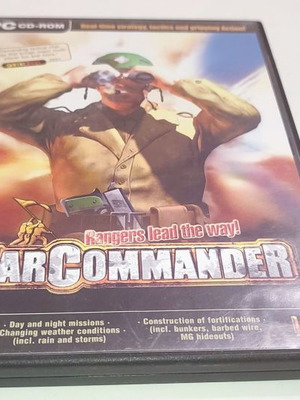 PC CD-ROM
Real-time strategy, tactics and gripping Action!
Rangers lead the way!
ARCOMMANDER
· Day and night missions ·
Changing weather conditions ·
(incl. rain and storms)
· Construction of fortifications ·
(incl. bunkers, barbed wire,
MG hideouts)